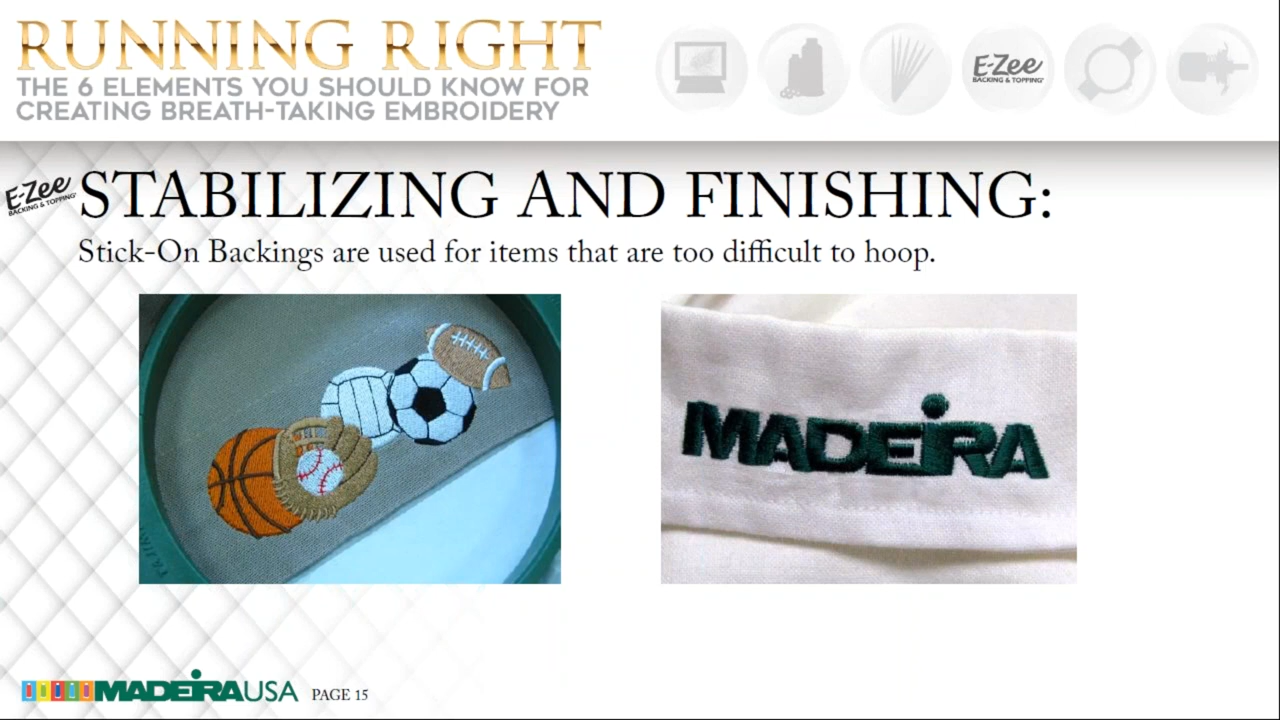 RUNNING RIGHT
THE 6 ELEMENTS YOU SHOULD KNOW FOR
CREATING BREATH-TAKING EMBROIDERY
E-Zee
BACKING & TOPPING
E-Zee
BACKING & TOPPING
STABILIZING AND FINISHING:
Stick-On Backings are used for items that are too difficult to hoop.
MADEIRA
MADEIRA USA PAGE 15